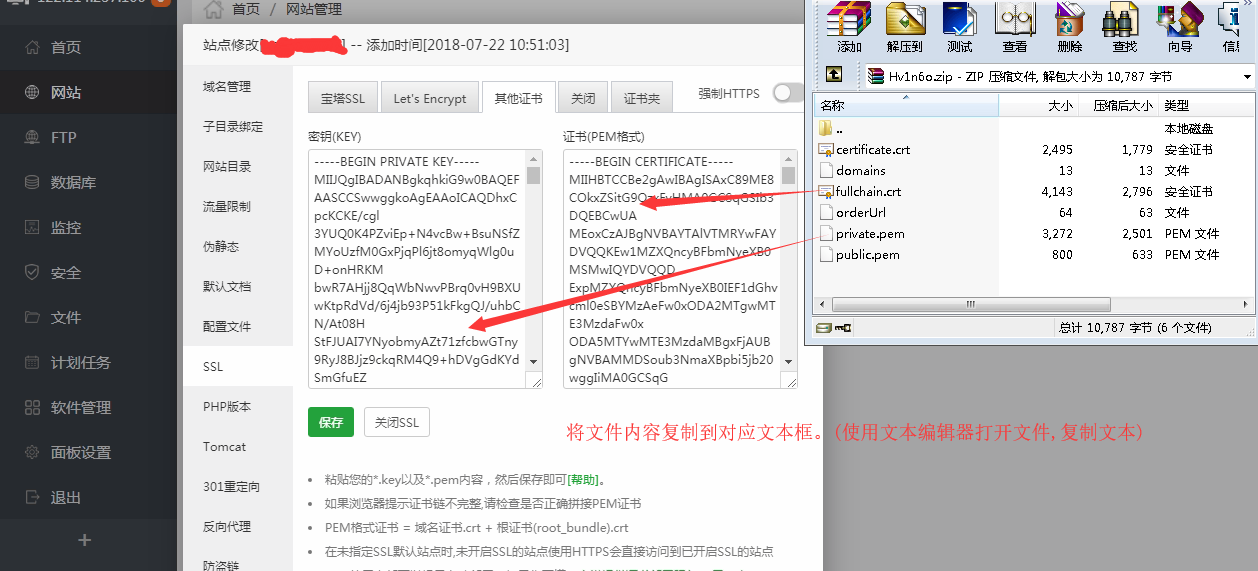 首页 / 网站管理
首页
网站
FTP
数据库
监控
安全
文件
计划任务
软件管理
面板设置
退出
+
站点修改[ ] -- 添加时间[2018-07-22 10:51:03]
域名管理
子目录绑定
网站目录
流量限制
伪静态
默认文档
配置文件
SSL
PHP版本
Tomcat
301重定向
反向代理
防盗链
宝塔SSL
Let's Encrypt
其他证书
关闭
证书夹
强制HTTPS
密钥(KEY)
-----BEGIN PRIVATE KEY-----
MIIJQgIBADANBgkqhkiG9w0BAQEF
AASCCSwwggkoAgEAAoICAQDhxC
pcKCKE/cgl
3YUQ0K4PZviEp+N4vcBw+BsuNSfZ
MYoUzfM0GxPjqPl6jt8omyqWlg0u
D+onHRKM
bwR7AHjj8QqWbNwvPBrq0vH9BXU
wKtpRdVd/6j4jb93P51kFkgQJ/uhbC
N/At08H
StFJUAI7YNyobmyAZt71zfcbwGTny
9RyJ8BJjz9ckqRM4Q9+hDVgGdKYd
SmGfuEZ
证书(PEM格式)
-----BEGIN CERTIFICATE-----
MIIHBTCCBe2gAwIBAgISAxC89ME8
DQEBCwUA
MEoxCzAJBgNVBAYTAlVTMRYwFAY
DVQQKEw1MZXQncyBFbmNyeXB0
MSMwIQYDVQQD
ExpMZXQncyBFbmNyeXB0IEF1dGhv
cml0eSBYMzAeFw0xODA2MTgwMT
E3MzdaFw0x
ODA5MTYwMTE3MzdaMBgxFjAUB
gNVBAMMDSoub3NmaXBpbi5jb20
wggIiMA0GCSqG
保存
关闭SSL
将文件内容复制到对应文本框。(使用文本编辑器打开文件,复制文本)
粘贴您的*.key以及*.pem内容，然后保存即可[帮助]。
如果浏览器提示证书链不完整,请检查是否正确拼接PEM证书
PEM格式证书 = 域名证书.crt + 根证书(root_bundle).crt
在未指定SSL默认站点时,未开启SSL的站点使用HTTPS会直接访问到已开启SSL的站点
添加
解压到
测试
查看
删除
查找
向导
信息
Hv1n6o.zip - ZIP 压缩文件, 解包大小为 10,787 字节
名称 大小 压缩后大小 类型
.. 本地磁盘
certificate.crt 2,495 1,779 安全证书
domains 13 13 文件
fullchain.crt 4,143 2,796 安全证书
orderUrl 64 63 文件
private.pem 3,272 2,501 PEM 文件
public.pem 800 633 PEM 文件
总计 10,787 字节 (6 个文件)